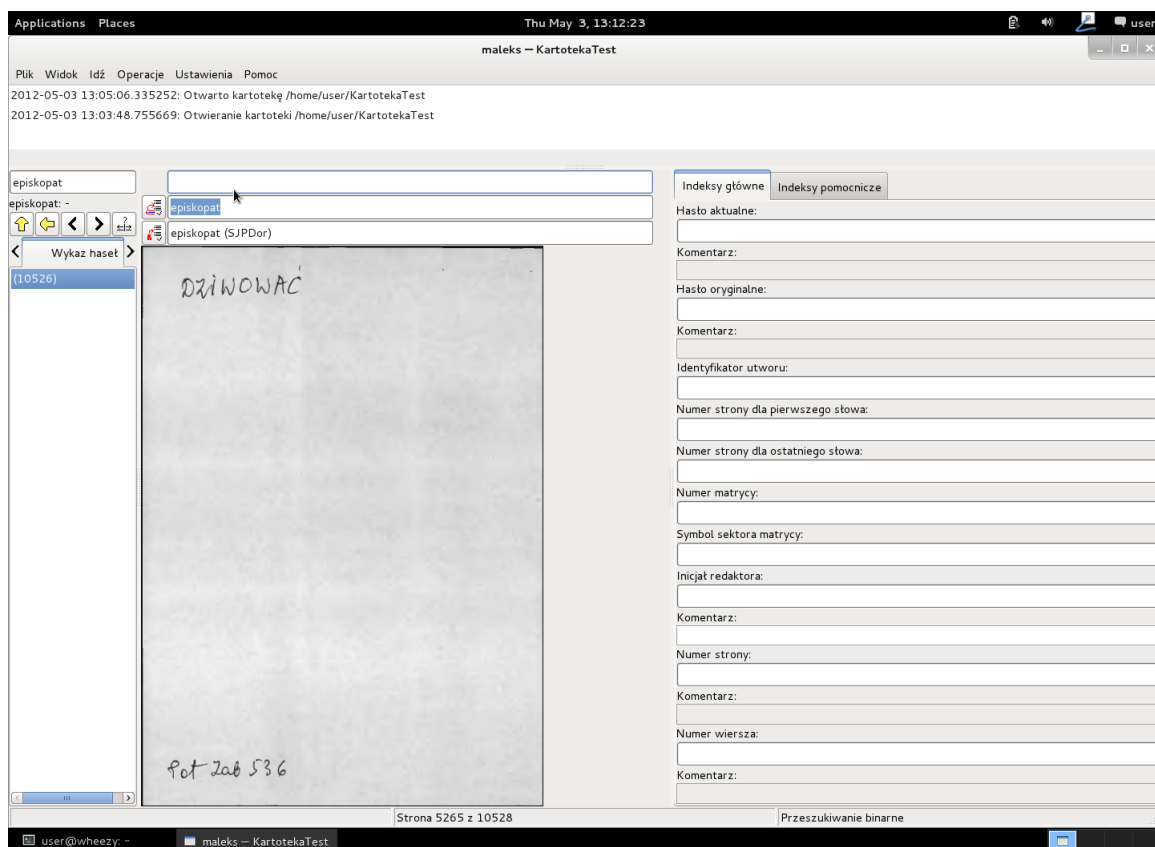 Applications Places Thu May 3, 13:12:23 user
maleks — KartotekaTest
Plik Widok Idź Operacje Ustawienia Pomoc
2012-05-03 13:05:06.335252: Otwarto kartotekę /home/user/KartotekaTest
2012-05-03 13:03:48.755669: Otwieranie kartoteki /home/user/KartotekaTest
episkopat
episkopat: -
Wykaz haseł
(10526)
episkopat
episkopat (SJPDor)
DZIWOWAĆ
Pot Zab 536
Indeksy główne Indeksy pomocnicze
Hasło aktualne:
Komentarz:
Hasło oryginalne:
Komentarz:
Identyfikator utworu:
Numer strony dla pierwszego słowa:
Numer strony dla ostatniego słowa:
Numer matrycy:
Symbol sektora matrycy:
Inicjał redaktora:
Komentarz:
Numer strony:
Komentarz:
Numer wiersza:
Komentarz:
Strona 5265 z 10528 Przeszukiwanie binarne
user@wheezy: ~ maleks — KartotekaTest